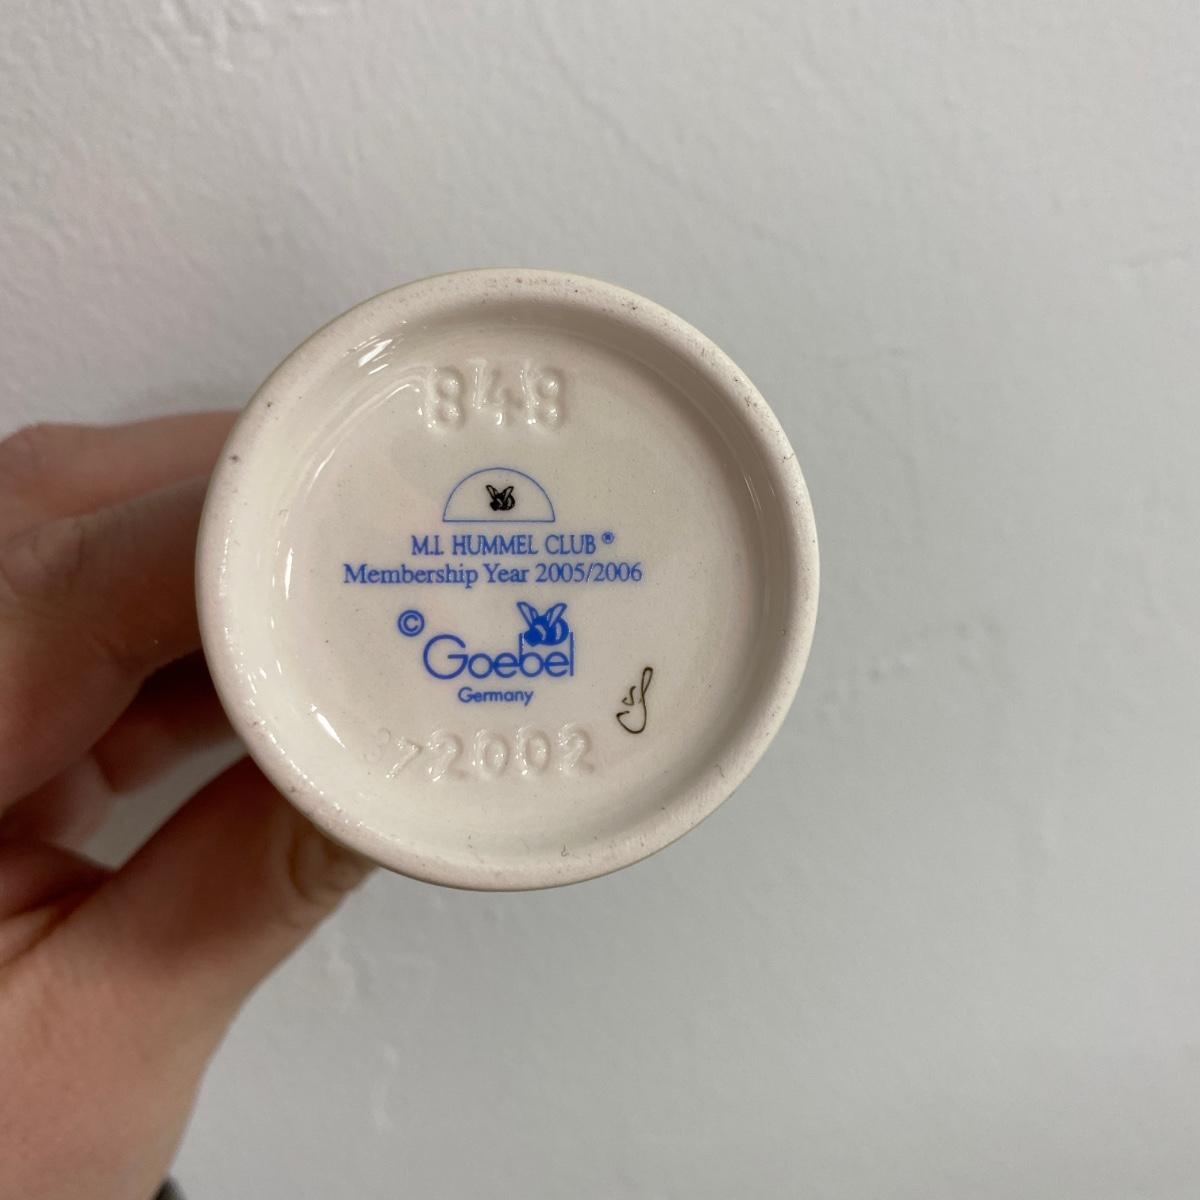 848
M.I. HUMMEL CLUB®
Membership Year 2005/2006
© Goebel
Germany
2002